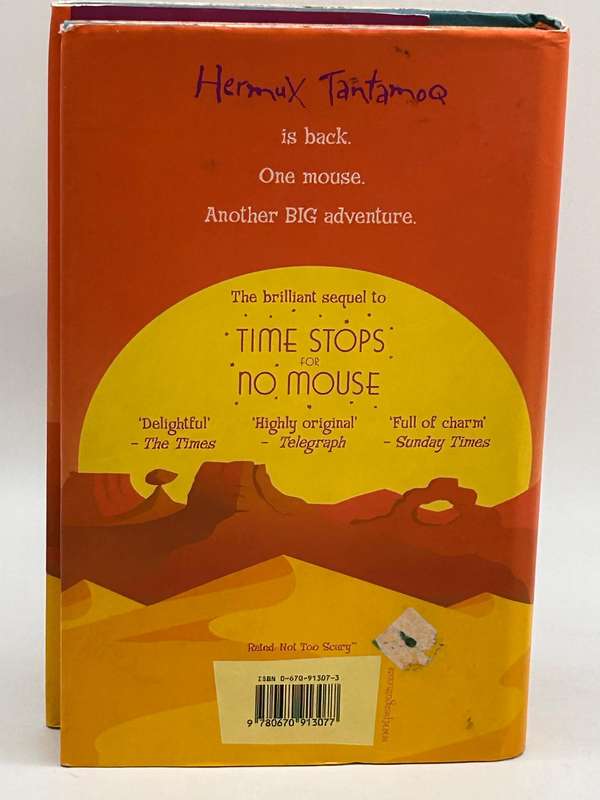 Hermux Tantamoq
is back.
One mouse.
Another BIG adventure.
The brilliant sequel to
TIME STOPS
FOR
NO MOUSE
'Delightful'
– The Times
'Highly original'
– Telegraph
'Full of charm'
– Sunday Times
Rated: Not Too Scary™
ISBN 0-670-91307-3
9 780670 913077